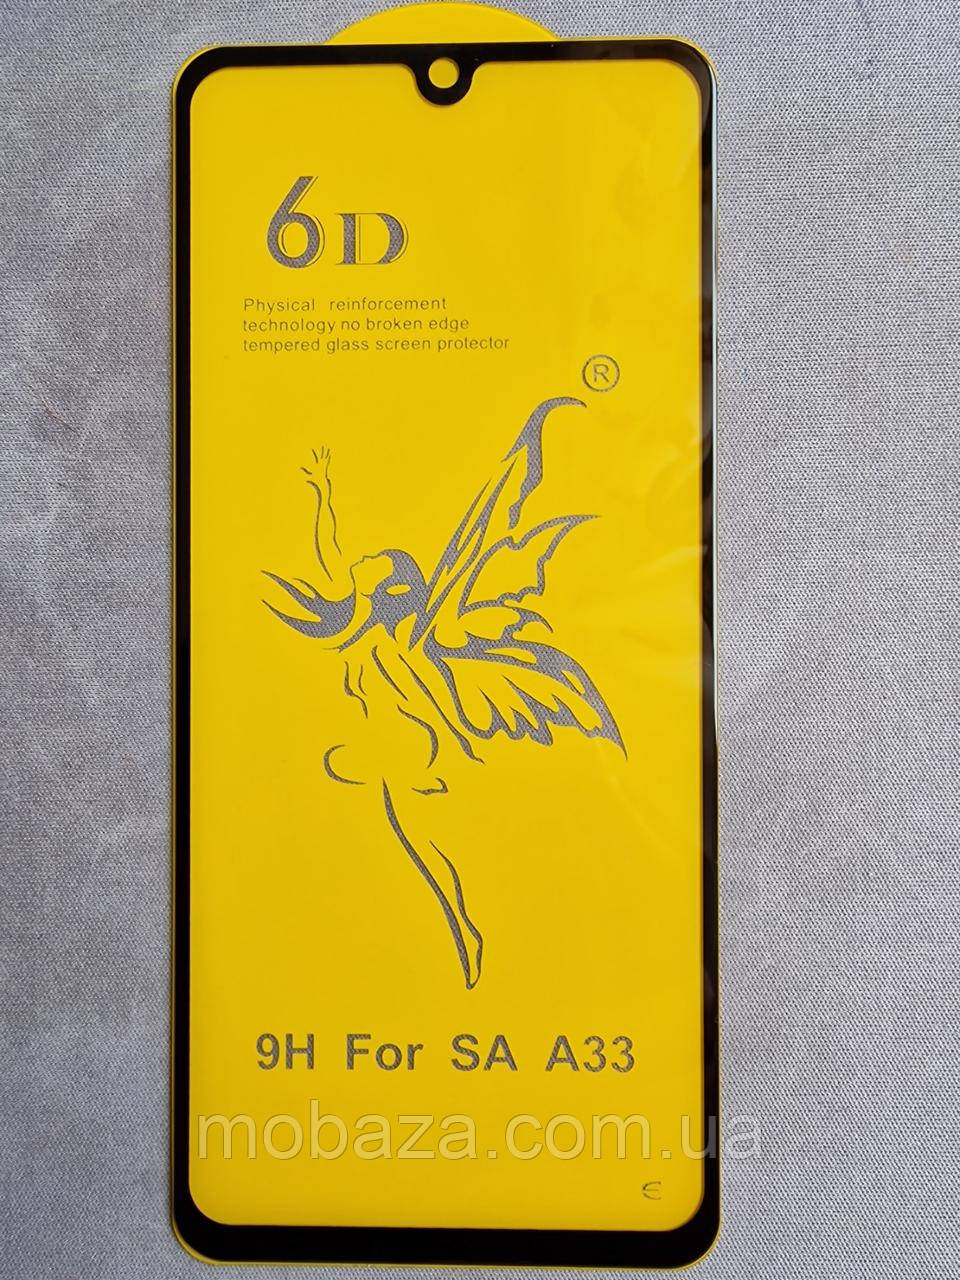 6D
Physical reinforcement
technology no broken edge
tempered glass screen protector
®
9H For SA A33
mobaza.com.ua